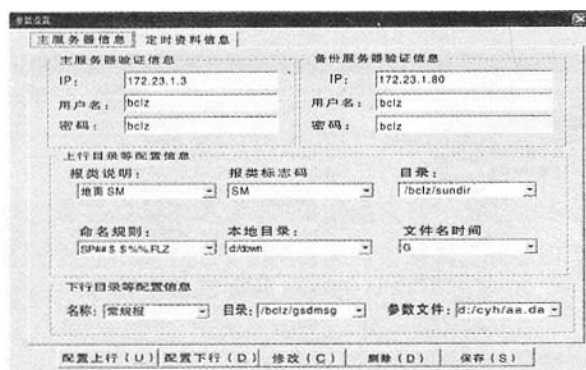 参数设置
主服务器信息 定时资料信息
主服务器验证信息 备份服务器验证信息
IP: 172.23.1.3 IP: 172.23.1.80
用户名: bclz 用户名: bclz
密码: bclz 密码: bclz
上行目录等配置信息
报类说明: 报类标志码 目录:
地面 SM SM /bclz/sundir
命名规则: 本地目录: 文件名时间
SP##$$%%.FLZ d:/down G
下行目录等配置信息
名称: 常规报 目录: /bclz/gsdmsg 参数文件: d:/cyh/aa.da
配置上行(U) 配置下行(D) 修改(C) 删除(D) 保存(S)